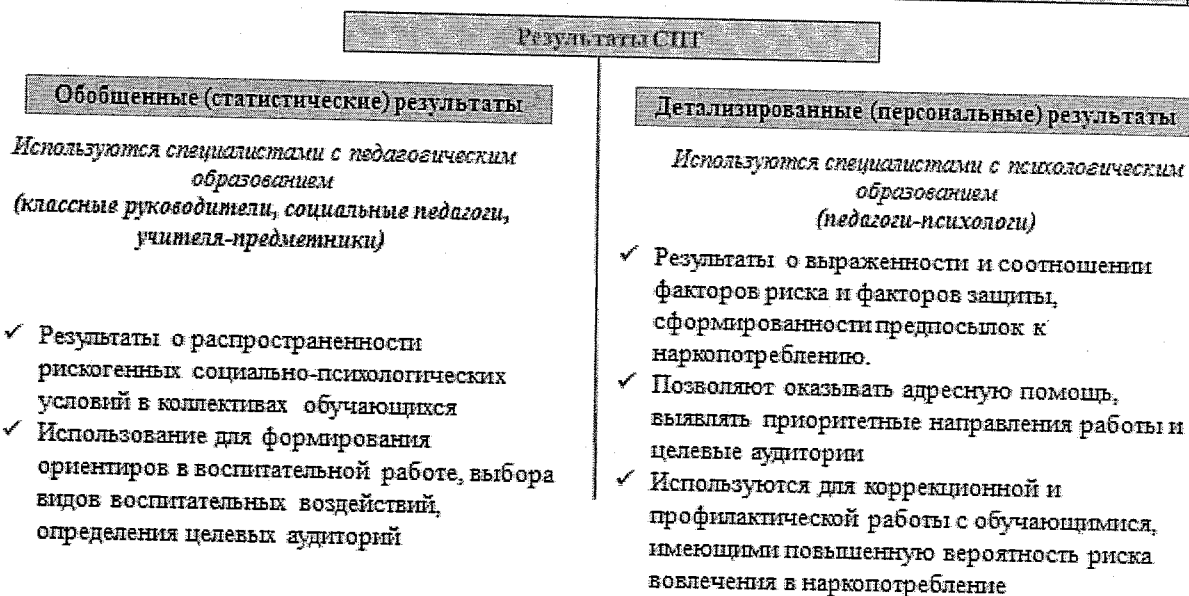 Результаты СПТ
Обобщенные (статистические) результаты
Используются специалистами с педагогическим
образованием
(классные руководители, социальные педагоги,
учителя-предметники)
✓ Результаты о распространенности
рискогенных социально-психологических
условий в коллективах обучающихся
✓ Использование для формирования
ориентиров в воспитательной работе, выбора
видов воспитательных воздействий,
определения целевых аудиторий
Детализированные (персональные) результаты
Используются специалистами с психологическим
образованием
(педагоги-психологи)
✓ Результаты о выраженности и соотношении
факторов риска и факторов защиты,
сформированности предпосылок к
наркопотреблению.
✓ Позволяют оказывать адресную помощь,
выявлять приоритетные направления работы и
целевые аудитории
✓ Используются для коррекционной и
профилактической работы с обучающимися,
имеющими повышенную вероятность риска
вовлечения в наркопотребление